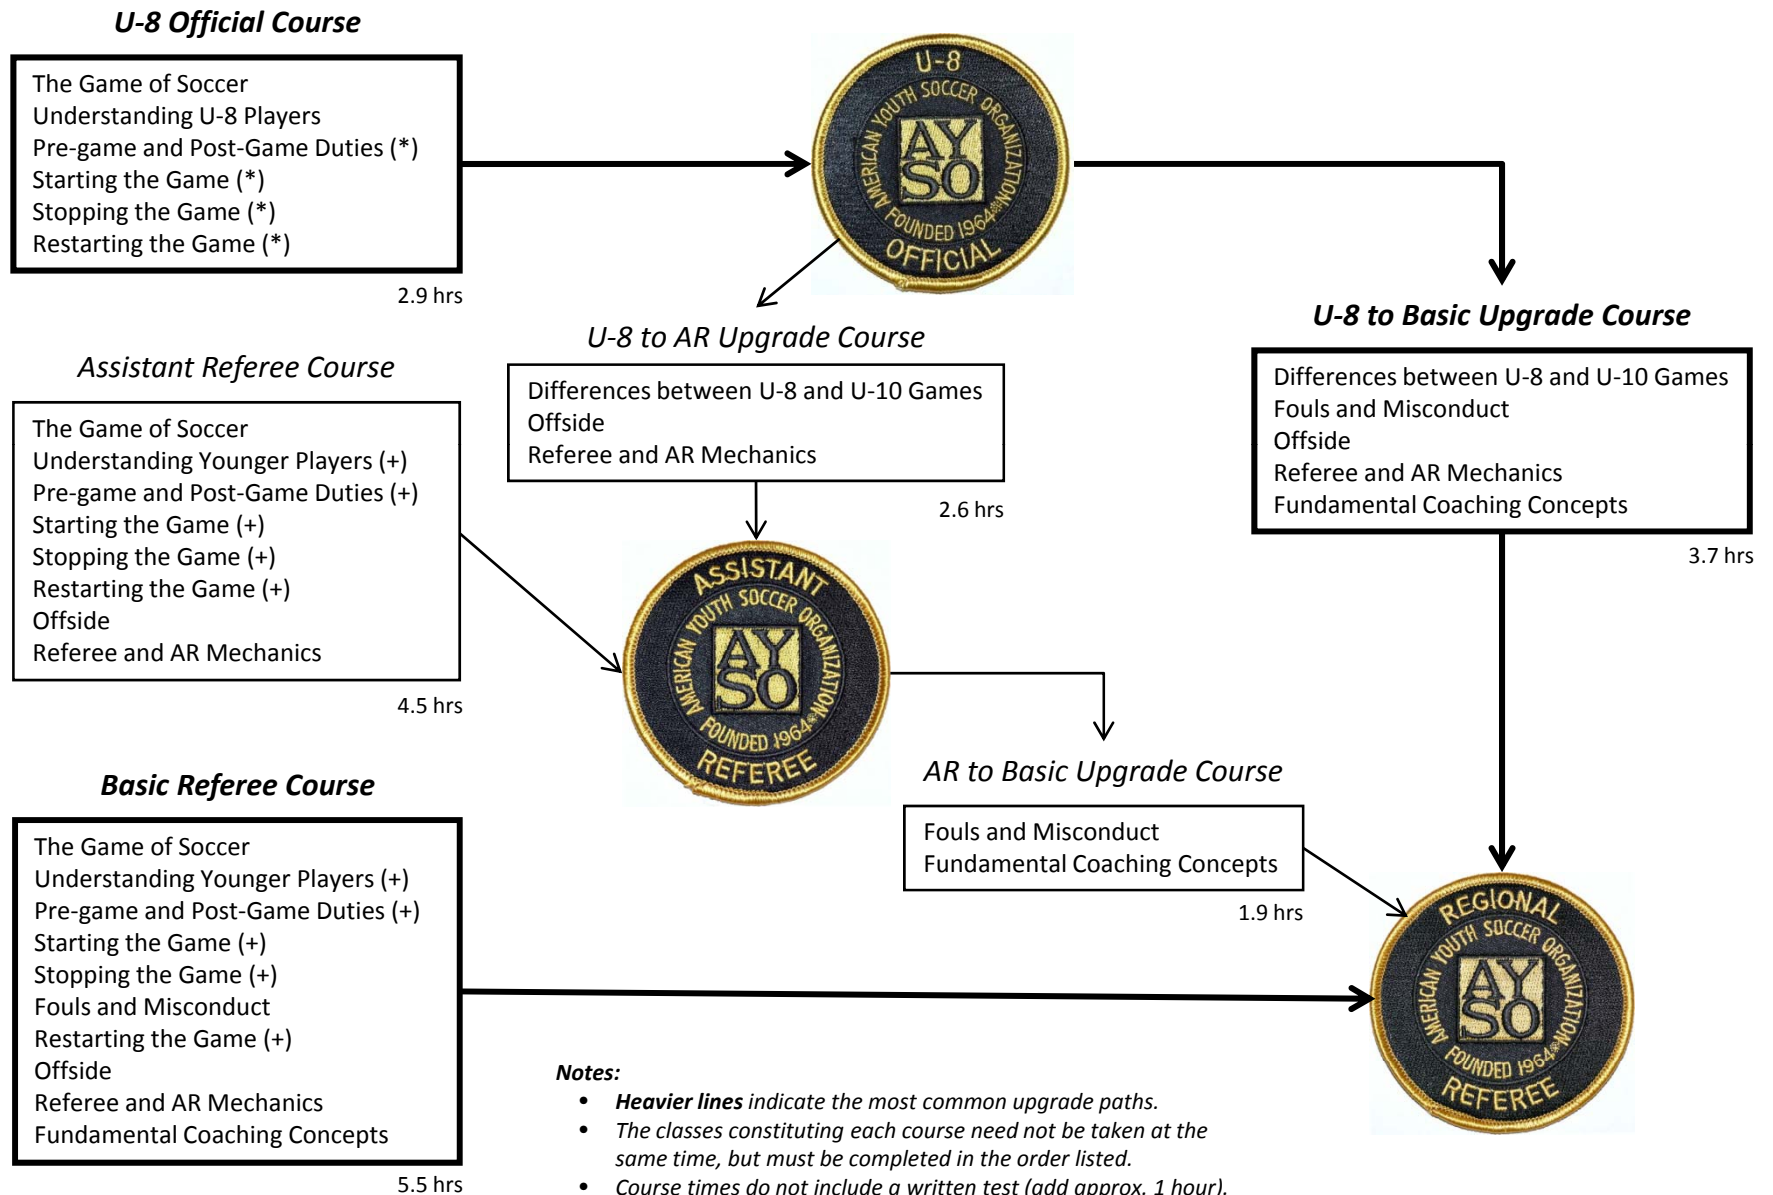 U-8 Official Course
The Game of Soccer
Understanding U-8 Players
Pre-game and Post-Game Duties (*)
Starting the Game (*)
Stopping the Game (*)
Restarting the Game (*)
2.9 hrs
U-8
AMERICAN YOUTH SOCCER ORGANIZATION
AY
SO
FOUNDED 1964
OFFICIAL
U-8 to AR Upgrade Course
Differences between U-8 and U-10 Games
Offside
Referee and AR Mechanics
2.6 hrs
U-8 to Basic Upgrade Course
Differences between U-8 and U-10 Games
Fouls and Misconduct
Offside
Referee and AR Mechanics
Fundamental Coaching Concepts
3.7 hrs
Assistant Referee Course
The Game of Soccer
Understanding Younger Players (+)
Pre-game and Post-Game Duties (+)
Starting the Game (+)
Stopping the Game (+)
Restarting the Game (+)
Offside
Referee and AR Mechanics
4.5 hrs
ASSISTANT
AMERICAN YOUTH SOCCER ORGANIZATION
AY
SO
FOUNDED 1964®
REFEREE
AR to Basic Upgrade Course
Fouls and Misconduct
Fundamental Coaching Concepts
1.9 hrs
Basic Referee Course
The Game of Soccer
Understanding Younger Players (+)
Pre-game and Post-Game Duties (+)
Starting the Game (+)
Stopping the Game (+)
Fouls and Misconduct
Restarting the Game (+)
Offside
Referee and AR Mechanics
Fundamental Coaching Concepts
5.5 hrs
REGIONAL
AMERICAN YOUTH SOCCER ORGANIZATION
AY
SO
FOUNDED 1964®
REFEREE
Notes:
• Heavier lines indicate the most common upgrade paths.
• The classes constituting each course need not be taken at the
same time, but must be completed in the order listed.
• Course times do not include a written test (add approx. 1 hour).